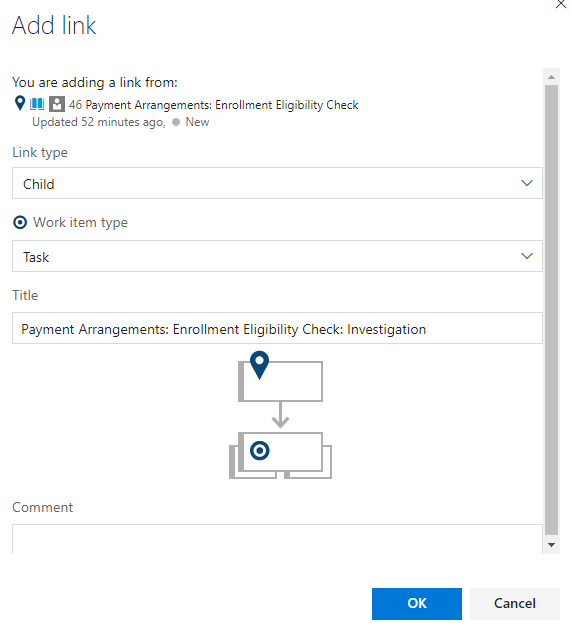 Add link
You are adding a link from:
46 Payment Arrangements: Enrollment Eligibility Check
Updated 52 minutes ago, New
Link type
Child
Work item type
Task
Title
Payment Arrangements: Enrollment Eligibility Check: Investigation
Comment
OK Cancel